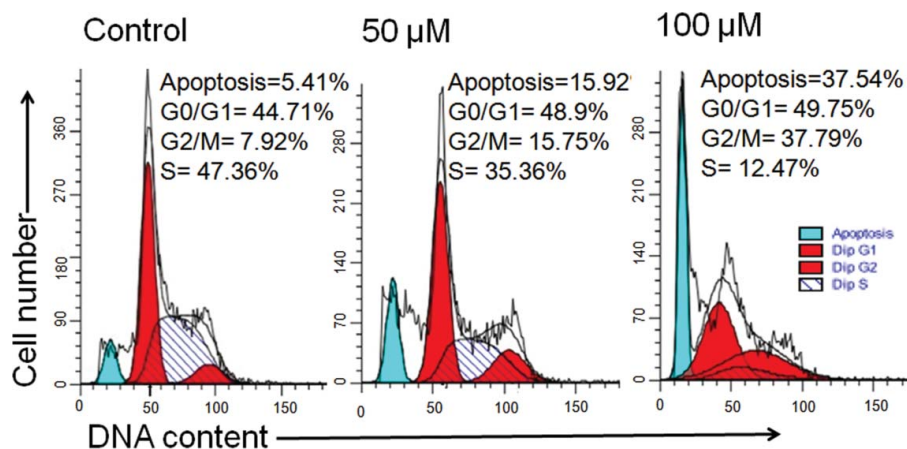 Control
Apoptosis=5.41%
G0/G1= 44.71%
G2/M= 7.92%
S= 47.36%
360
270
180
90
0
0
50
100
150
50 µM
Apoptosis=15.92%
G0/G1= 48.9%
G2/M= 15.75%
S= 35.36%
280
210
140
70
0
0
50
100
150
100 µM
Apoptosis=37.54%
G0/G1= 49.75%
G2/M= 37.79%
S= 12.47%
280
210
140
70
0
0
50
100
150
Apoptosis
Dip G1
Dip G2
Dip S
Cell number
DNA content